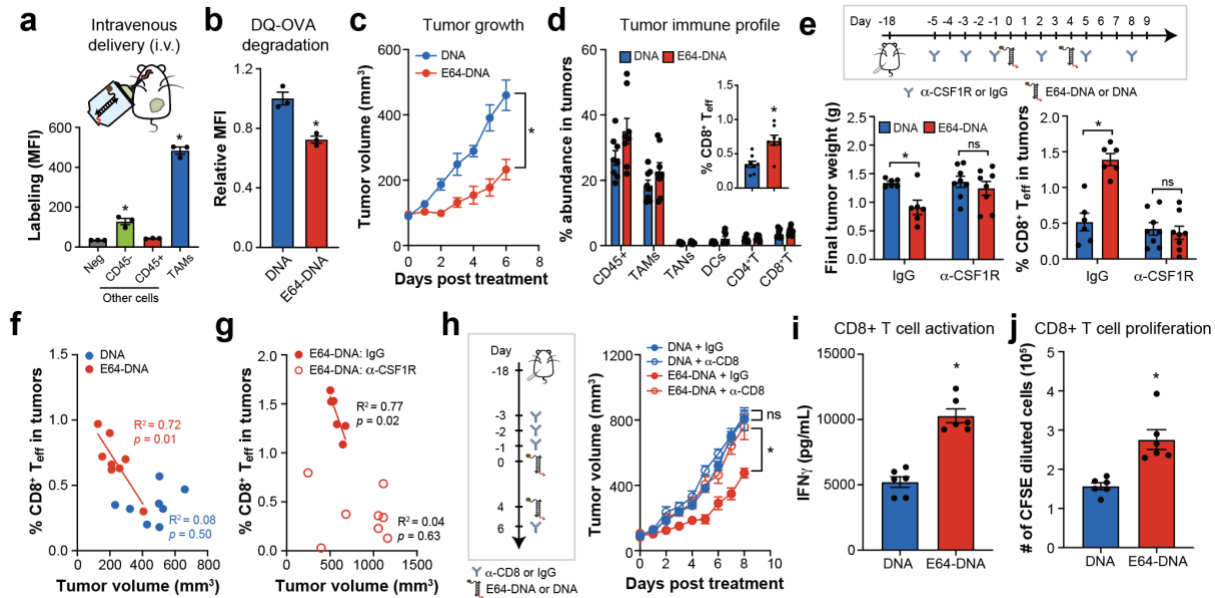 a
Intravenous
delivery (i.v.)
Labeling (MFI)
600
400
200
0
*
*
Neg
CD45-
CD45+
TAMs
Other cells
b
DQ-OVA
degradation
Relative MFI
1.2
0.8
0.4
0.0
*
DNA
E64-DNA
c
Tumor growth
DNA
E64-DNA
Tumor volume (mm³)
600
400
200
0
*
0 2 4 6 8
Days post treatment
d
Tumor immune profile
DNA E64-DNA
% abundance in tumors
60
40
20
0
CD45+
TAMs
TANs
DCs
CD4+T
CD8+T
% CD8+ Teff
1.0
0.5
0.0
*
e
Day -18 -5 -4 -3 -2 -1 0 1 2 3 4 5 6 7 8 9
α-CSF1R or IgG
E64-DNA or DNA
DNA E64-DNA
Final tumor weight (g)
2.0
1.5
1.0
0.5
0.0
*
ns
IgG
α-CSF1R
% CD8+ Teff in tumors
2.0
1.5
1.0
0.5
0.0
*
ns
IgG
α-CSF1R
f
DNA
E64-DNA
% CD8+ Teff in tumors
1.5
1.0
0.5
0.0
R² = 0.72
p = 0.01
R² = 0.08
p = 0.50
0 200 400 600 800
Tumor volume (mm³)
g
E64-DNA: IgG
E64-DNA: α-CSF1R
% CD8+ Teff in tumors
2.0
1.5
1.0
0.5
0.0
R² = 0.77
p = 0.02
R² = 0.04
p = 0.63
0 500 1000 1500
Tumor volume (mm³)
h
Day
-18
-3
-2
-1
0
4
6
α-CD8 or IgG
E64-DNA or DNA
DNA + IgG
DNA + α-CD8
E64-DNA + IgG
E64-DNA + α-CD8
Tumor volume (mm³)
1200
800
400
0
ns
*
0 2 4 6 8 10
Days post treatment
i
CD8+ T cell activation
IFNγ (pg/mL)
15000
10000
5000
0
*
DNA E64-DNA
j
CD8+ T cell proliferation
# of CFSE diluted cells (10⁵)
4
3
2
1
0
*
DNA E64-DNA